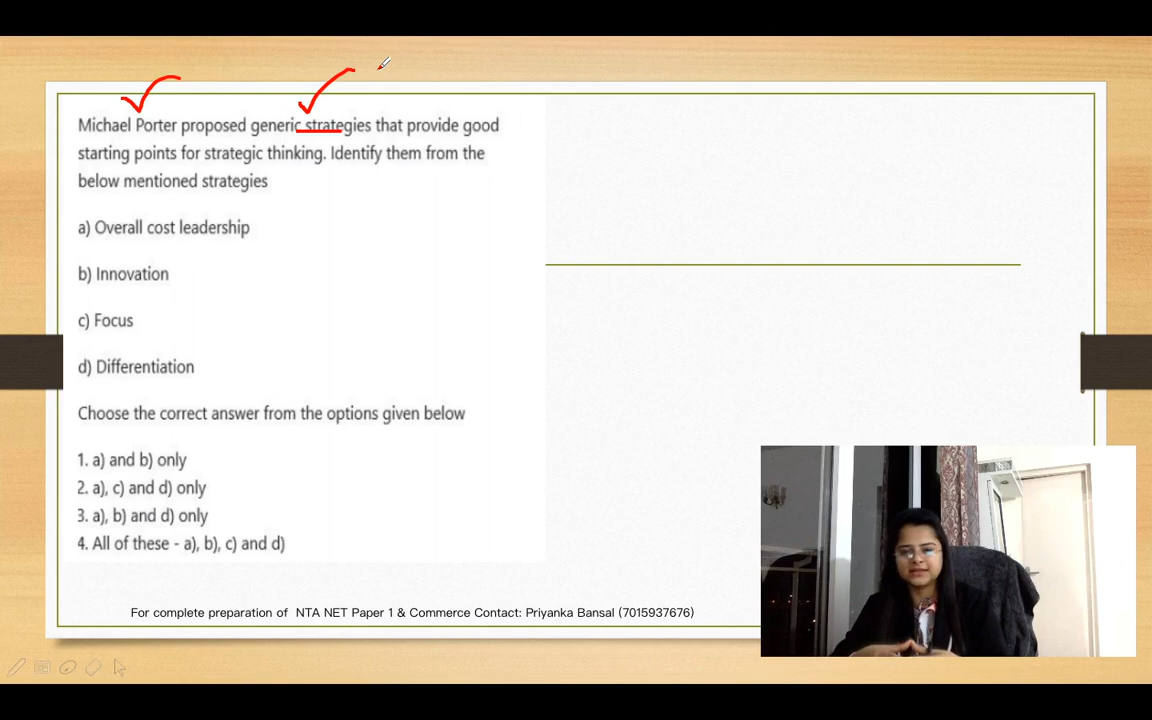 Michael Porter proposed generic strategies that provide good
starting points for strategic thinking. Identify them from the
below mentioned strategies
a) Overall cost leadership
b) Innovation
c) Focus
d) Differentiation
Choose the correct answer from the options given below
1. a) and b) only
2. a), c) and d) only
3. a), b) and d) only
4. All of these - a), b), c) and d)
For complete preparation of NTA NET Paper 1 & Commerce Contact: Priyanka Bansal (7015937676)